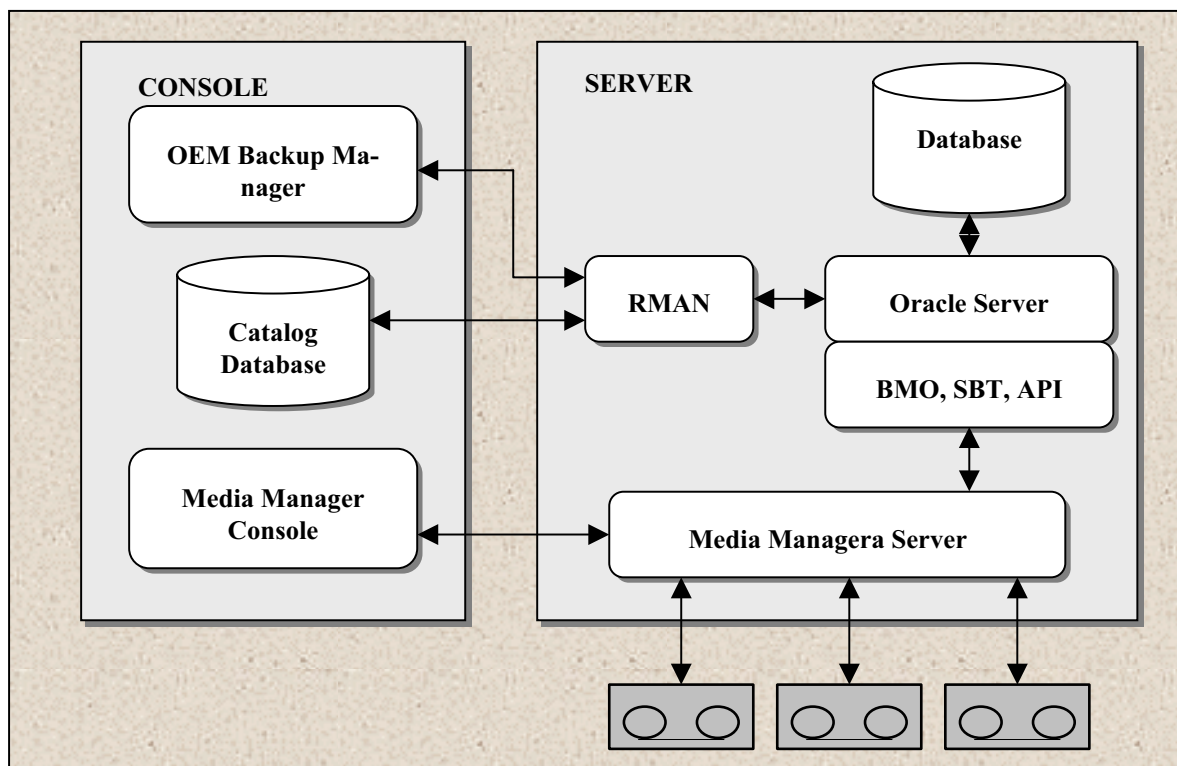 CONSOLE
OEM Backup Ma-
nager
Catalog
Database
Media Manager
Console
SERVER
Database
RMAN
Oracle Server
BMO, SBT, API
Media Managera Server